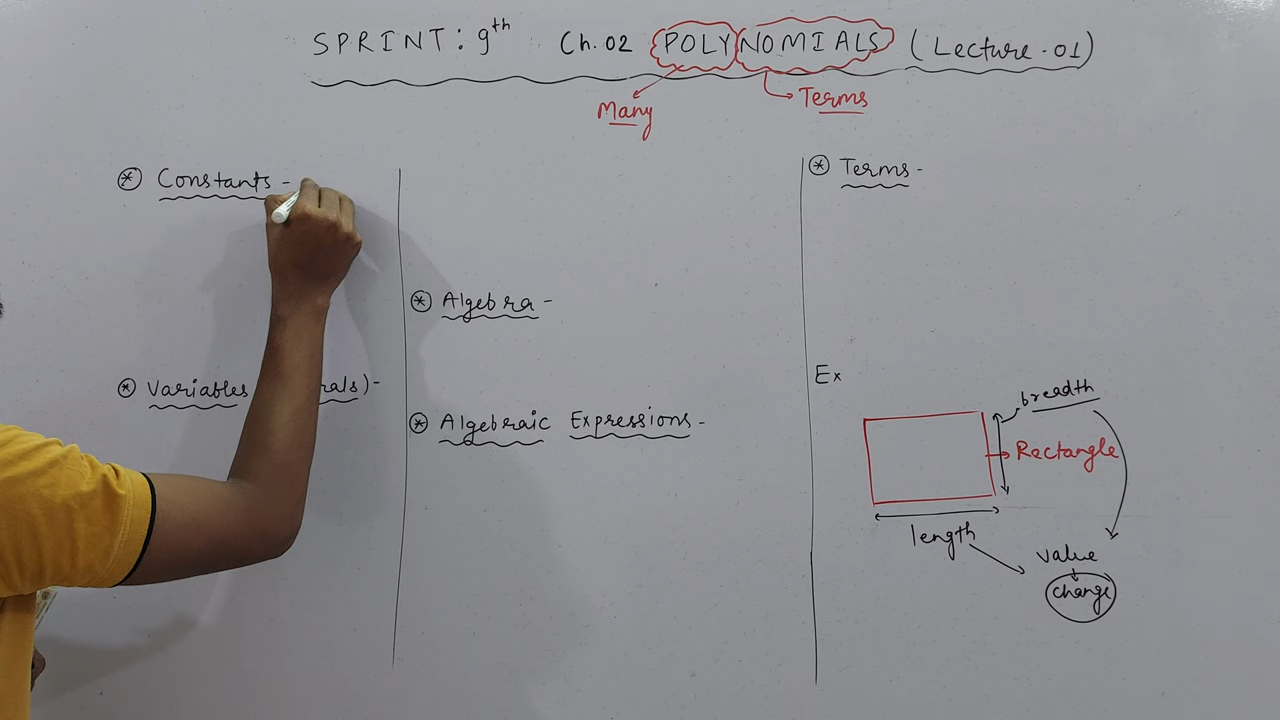 SPRINT: 9th Ch. 02 POLYNOMIALS (Lecture - 01)
Many
Terms
* Constants -
* Variables rals) -
* Algebra -
* Algebraic Expressions -
* Terms -
Ex
breadth
Rectangle
length
value
change